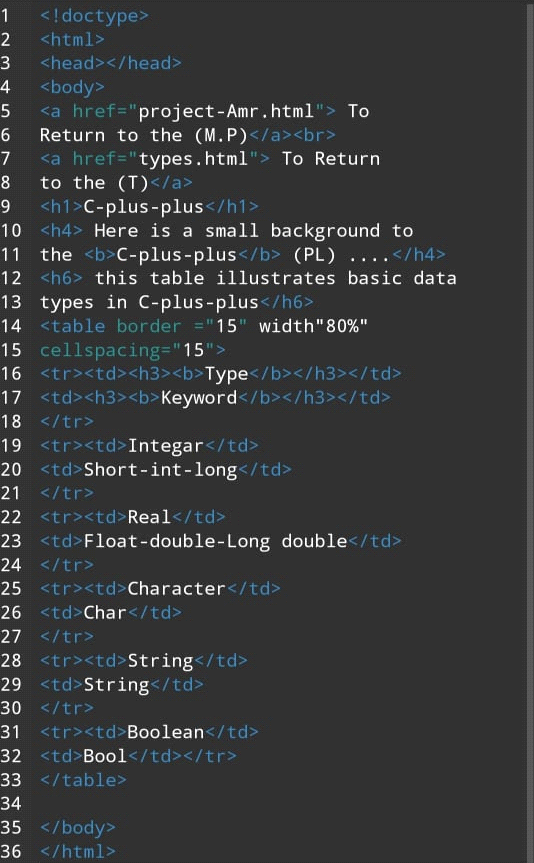 1 <!doctype>
2 <html>
3 <head></head>
4 <body>
5 <a href="project-Amr.html"> To
6 Return to the (M.P)</a><br>
7 <a href="types.html"> To Return
8 to the (T)</a>
9 <h1>C-plus-plus</h1>
10 <h4> Here is a small background to
11 the <b>C-plus-plus</b> (PL) ....</h4>
12 <h6> this table illustrates basic data
13 types in C-plus-plus</h6>
14 <table border ="15" width"80%"
15 cellspacing="15">
16 <tr><td><h3><b>Type</b></h3></td>
17 <td><h3><b>Keyword</b></h3></td>
18 </tr>
19 <tr><td>Integar</td>
20 <td>Short-int-long</td>
21 </tr>
22 <tr><td>Real</td>
23 <td>Float-double-Long double</td>
24 </tr>
25 <tr><td>Character</td>
26 <td>Char</td>
27 </tr>
28 <tr><td>String</td>
29 <td>String</td>
30 </tr>
31 <tr><td>Boolean</td>
32 <td>Bool</td></tr>
33 </table>
34
35 </body>
36 </html>